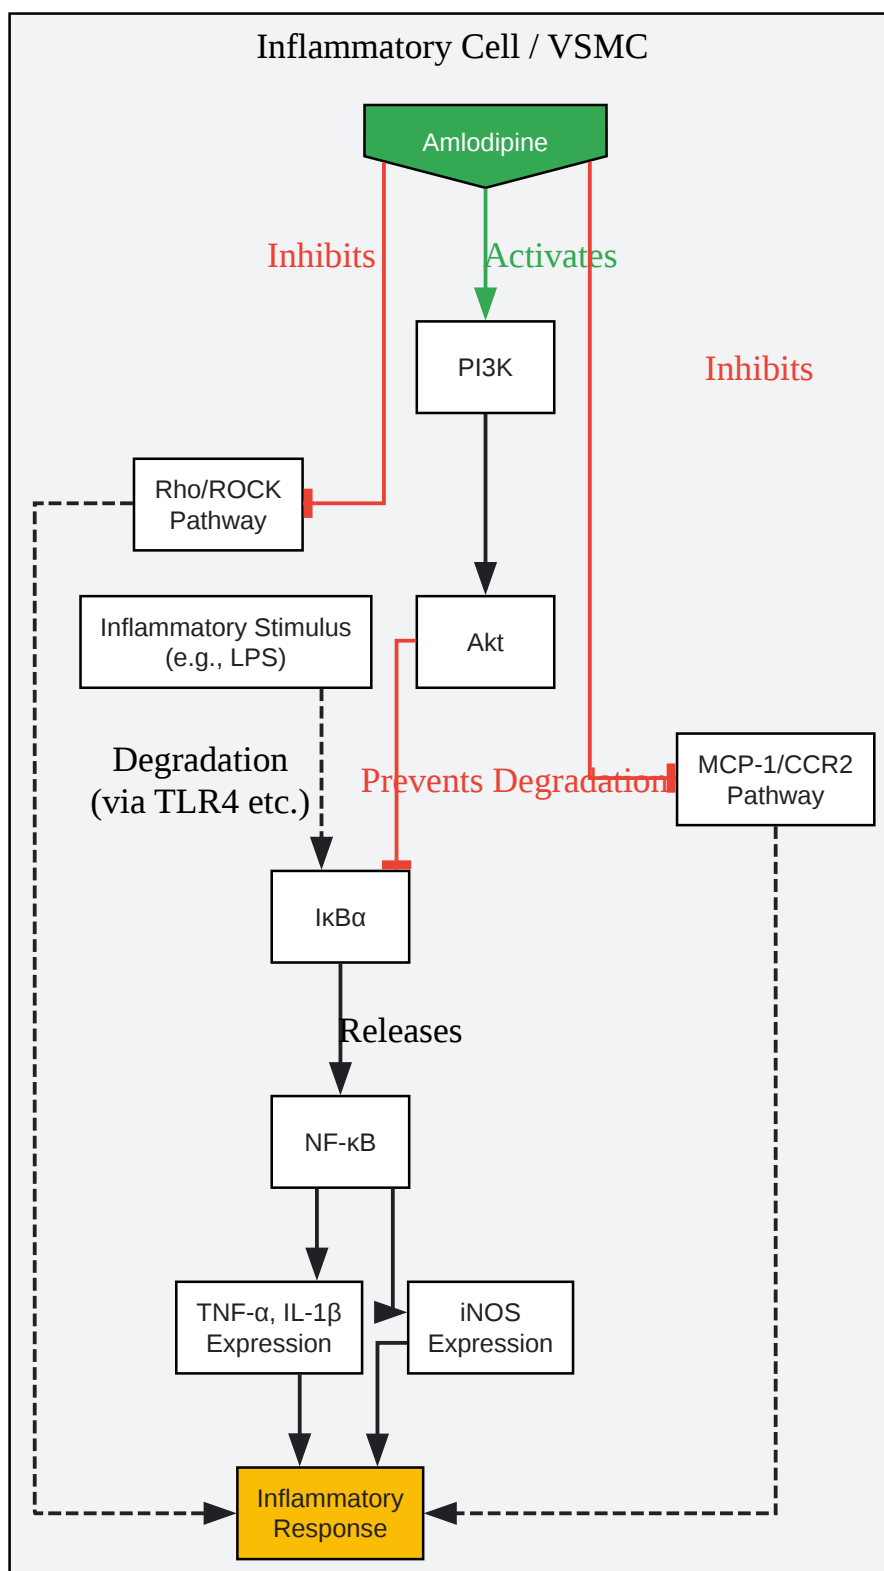 Inflammatory Cell / VSMC
Amlodipine
Inhibits
Activates
PI3K
Inhibits
Rho/ROCK
Pathway
Inflammatory Stimulus
(e.g., LPS)
Akt
Degradation
(via TLR4 etc.)
Prevents Degradation
MCP-1/CCR2
Pathway
IκBα
Releases
NF-κB
TNF-α, IL-1β
Expression
iNOS
Expression
Inflammatory
Response